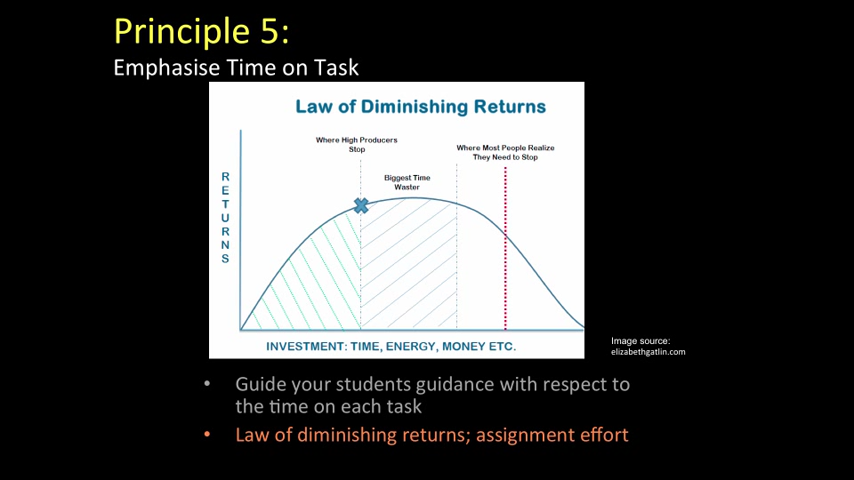 Principle 5:
Emphasise Time on Task
Law of Diminishing Returns
Where High Producers
Stop
Where Most People Realize
They Need to Stop
Biggest Time
Waster
RETURNS
INVESTMENT: TIME, ENERGY, MONEY ETC.
Image source:
elizabethgatlin.com
• Guide your students guidance with respect to
the time on each task
• Law of diminishing returns; assignment effort